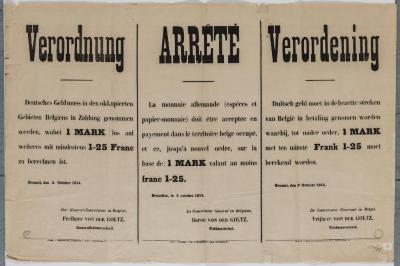 Verordnung
Deutsches Geld muss in den okkupierten
Gebieten Belgiens in Zahlung genommen
werden, wobei 1 MARK bis auf
weiteres mit mindestens 1-25 Franc
zu berechnen ist.
Brüssel, den 3. Oktober 1914.
Der General-Gouverneur in Belgien,
Freiherr VON DER GOLTZ,
Generalfeldmarschall.
ARRÊTÉ
La monnaie allemande (espèces et
papier-monnaie) doit être acceptée en
payement dans le territoire belge occupé,
et ce, jusqu'à nouvel ordre, sur la
base de: 1 MARK valant au moins
franc 1-25.
Bruxelles, le 3 octobre 1914.
Le Gouverneur Général en Belgique,
Baron VON DER GOLTZ,
Feldmaréchal.
Verordening
Duitsch geld moet in de bezette streken
van België in betaling genomen worden
waarbij, tot nader order, 1 MARK
met ten minste Frank 1-25 moet
berekend worden.
Brussel, den 3n October 1914.
De Gouverneur Generaal in België,
Vrijheer VON DER GOLTZ,
Veldmaarschalk.